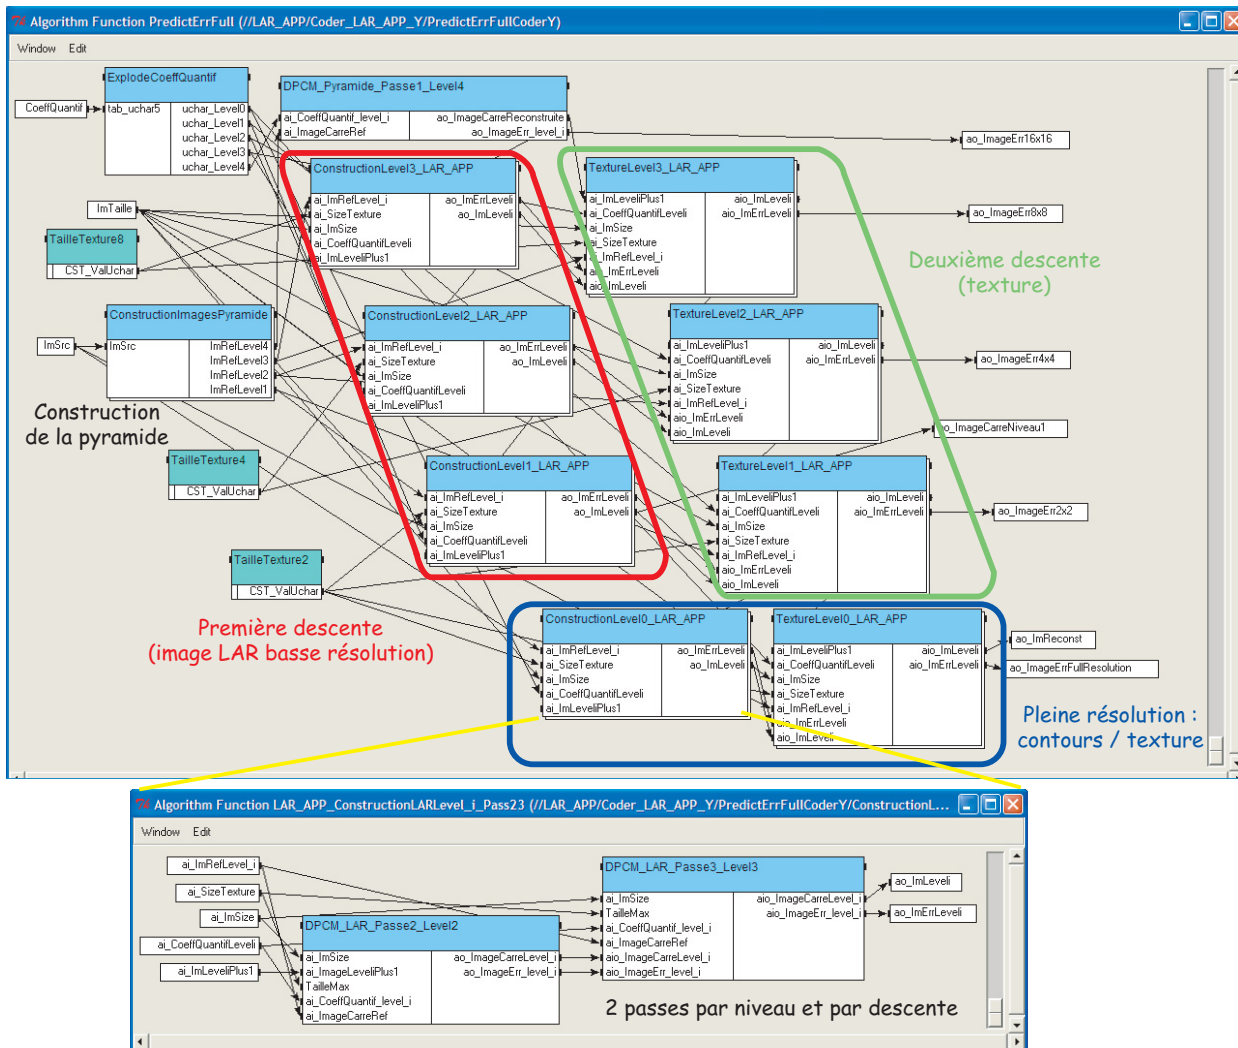 Algorithm Function PredictErrFull (//LAR_APP/Coder_LAR_APP_Y/PredictErrFullCoderY)
Window Edit
ExplodeCoeffQuantif
CoeffQuantif
tab_uchar5
uchar_Level0
uchar_Level1
uchar_Level2
uchar_Level3
uchar_Level4
DPCM_Pyramide_Passe1_Level4
ai_CoeffQuantif_level_i
ao_ImageCarreReconstruite
ai_ImageCarreRef
ao_ImageErr_level_i
ao_ImageErr16x16
ConstructionLevel3_LAR_APP
ai_ImRefLevel_i
ao_ImErrLeveli
ai_SizeTexture
ao_ImLeveli
ai_ImSize
ai_CoeffQuantifLeveli
ai_ImLeveliPlus1
TextureLevel3_LAR_APP
ai_ImLeveliPlus1
aio_ImLeveli
ai_CoeffQuantifLeveli
aio_ImErrLeveli
ai_ImSize
ai_SizeTexture
ai_ImRefLevel_i
aio_ImErrLeveli
aio_ImLeveli
ao_ImageErr8x8
ImTaille
TailleTexture8
CST_ValUchar
Deuxième descente
(texture)
ConstructionImagesPyramide
ImSrc
ImSrc
ImRefLevel4
ImRefLevel3
ImRefLevel2
ImRefLevel1
Construction
de la pyramide
ConstructionLevel2_LAR_APP
ai_ImRefLevel_i
ao_ImErrLeveli
ai_SizeTexture
ao_ImLeveli
ai_ImSize
ai_CoeffQuantifLeveli
ai_ImLeveliPlus1
TextureLevel2_LAR_APP
ai_ImLeveliPlus1
aio_ImLeveli
ai_CoeffQuantifLeveli
aio_ImErrLeveli
ai_ImSize
ai_SizeTexture
ai_ImRefLevel_i
aio_ImErrLeveli
aio_ImLeveli
ao_ImageErr4x4
ao_ImageCarreNiveau1
TailleTexture4
CST_ValUchar
ConstructionLevel1_LAR_APP
ai_ImRefLevel_i
ao_ImErrLeveli
ai_SizeTexture
ao_ImLeveli
ai_ImSize
ai_CoeffQuantifLeveli
ai_ImLeveliPlus1
TextureLevel1_LAR_APP
ai_ImLeveliPlus1
aio_ImLeveli
ai_CoeffQuantifLeveli
aio_ImErrLeveli
ai_ImSize
ai_SizeTexture
ai_ImRefLevel_i
aio_ImErrLeveli
aio_ImLeveli
ao_ImageErr2x2
TailleTexture2
CST_ValUchar
Première descente
(image LAR basse résolution)
ConstructionLevel0_LAR_APP
ai_ImRefLevel_i
ao_ImErrLeveli
ai_SizeTexture
ao_ImLeveli
ai_ImSize
ai_CoeffQuantifLeveli
ai_ImLeveliPlus1
TextureLevel0_LAR_APP
ai_ImLeveliPlus1
aio_ImLeveli
ai_CoeffQuantifLeveli
aio_ImErrLeveli
ai_ImSize
ai_SizeTexture
ai_ImRefLevel_i
aio_ImErrLeveli
aio_ImLeveli
ao_ImReconst
ao_ImageErrFullResolution
Pleine résolution :
contours / texture
Algorithm Function LAR_APP_ConstructionLARLevel_i_Pass23 (//LAR_APP/Coder_LAR_APP_Y/PredictErrFullCoderY/ConstructionL...
Window Edit
ai_ImRefLevel_i
ai_SizeTexture
ai_ImSize
ai_CoeffQuantifLeveli
ai_ImLeveliPlus1
DPCM_LAR_Passe2_Level2
ai_ImSize
ao_ImageCarreLevel_i
ai_ImageLeveliPlus1
ao_ImageErr_level_i
TailleMax
ai_CoeffQuantif_level_i
ai_ImageCarreRef
DPCM_LAR_Passe3_Level3
ai_ImSize
aio_ImageCarreLevel_i
TailleMax
aio_ImageErr_level_i
ai_CoeffQuantif_level_i
ai_ImageCarreRef
aio_ImageCarreLevel_i
aio_ImageErr_level_i
ao_ImLeveli
ao_ImErrLeveli
2 passes par niveau et par descente